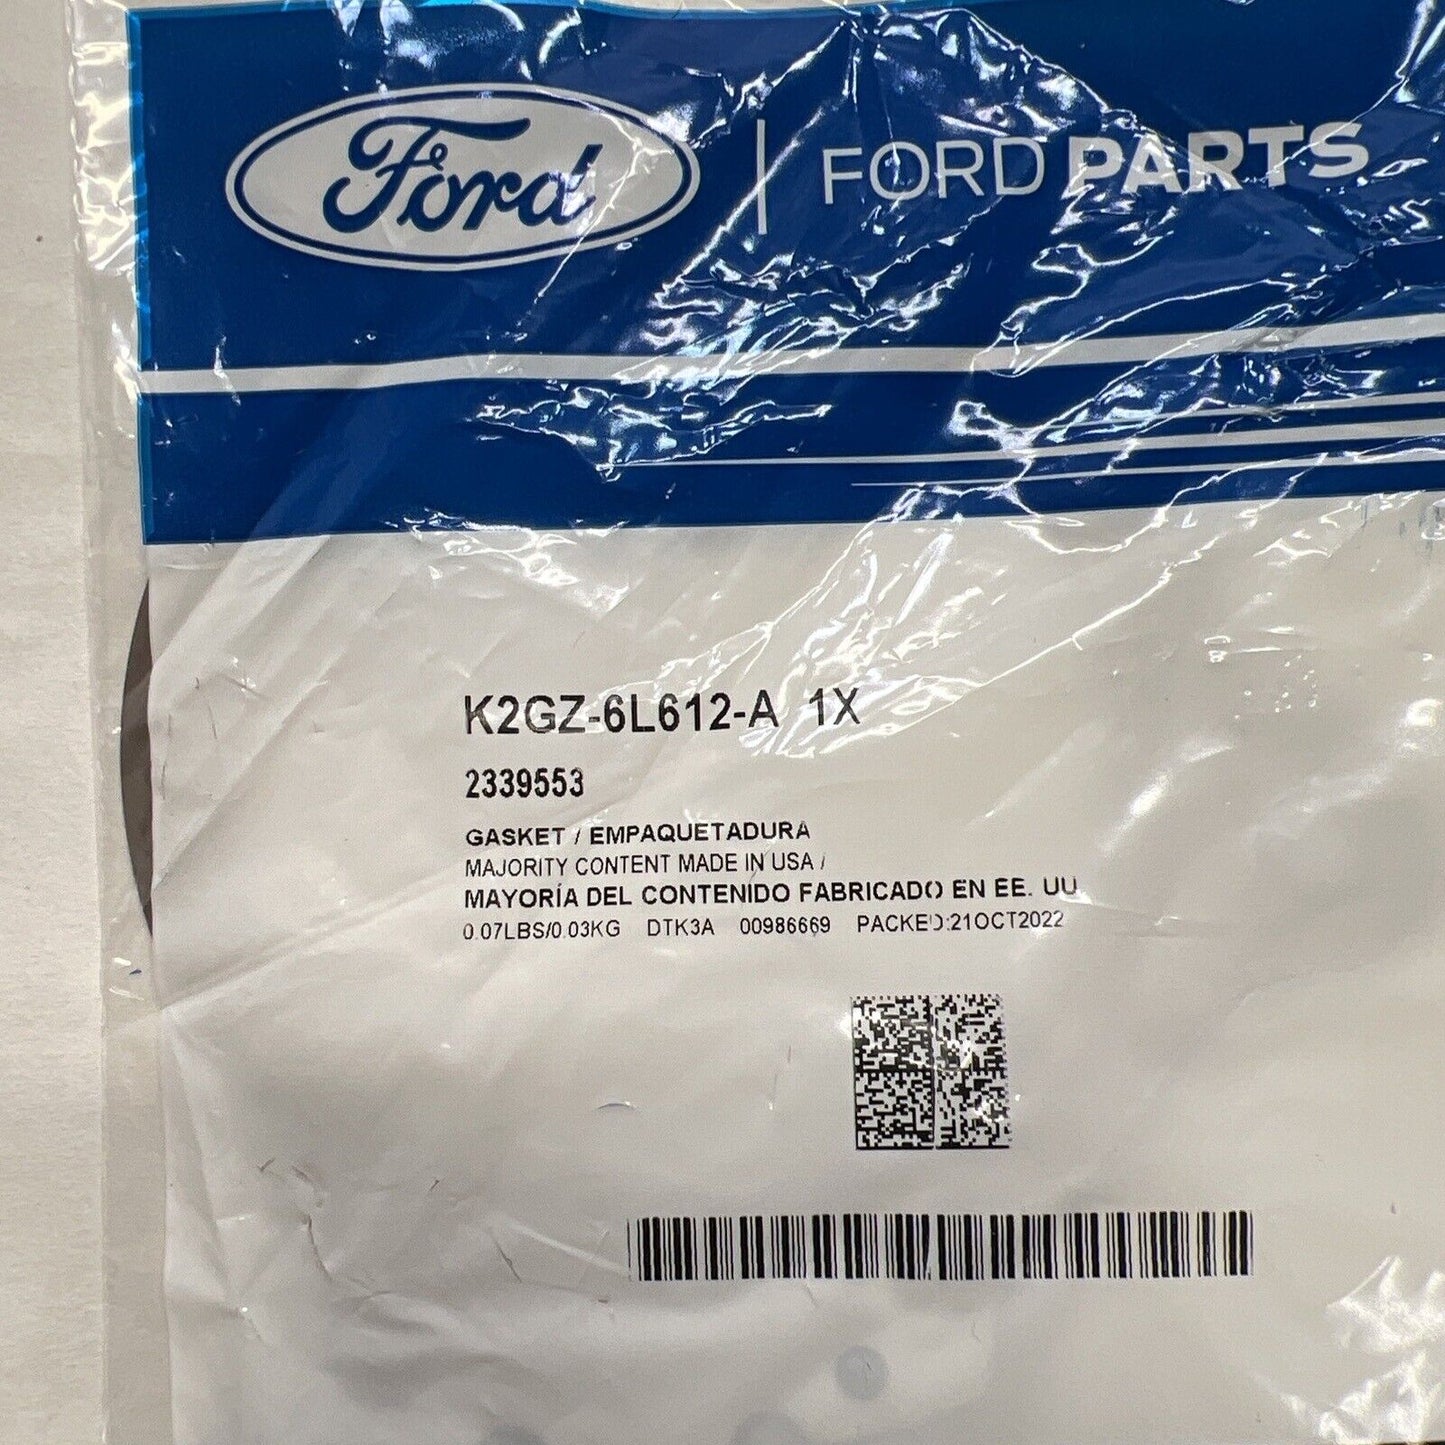 Ford | FORD PARTS
K2GZ-6L612-A 1X
2339553
GASKET / EMPAQUETADURA
MAJORITY CONTENT MADE IN USA /
MAYORÍA DEL CONTENIDO FABRICADO EN EE. UU
0.07LBS/0.03KG DTK3A 00986669 PACKED:21OCT2022